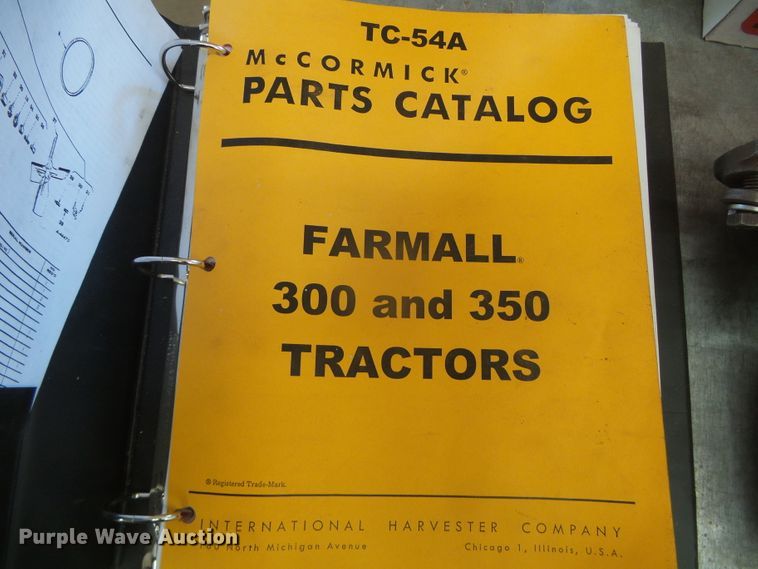 TC-54A
McCORMICK®
PARTS CATALOG
FARMALL®
300 and 350
TRACTORS
® Registered Trade-Mark.
INTERNATIONAL HARVESTER COMPANY
North Michigan Avenue Chicago 1, Illinois, U.S.A.
Purple Wave Auction